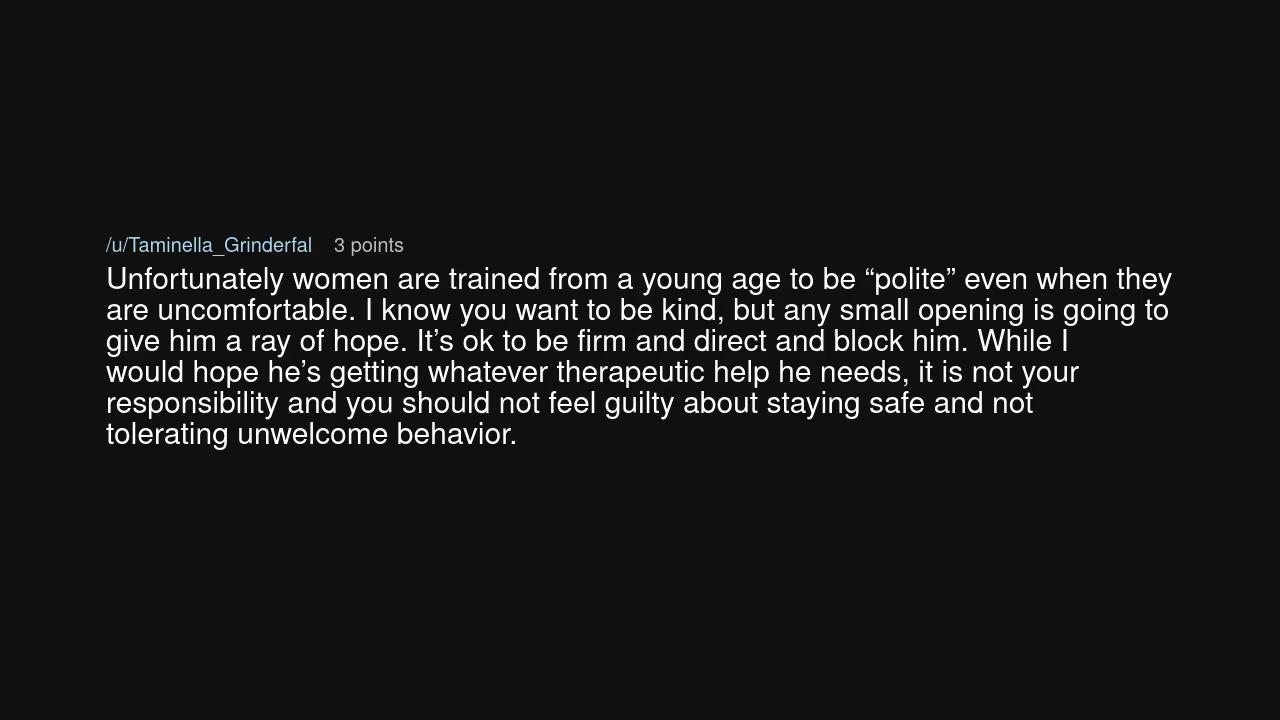 /u/Taminella_Grinderfal 3 points
Unfortunately women are trained from a young age to be “polite” even when they
are uncomfortable. I know you want to be kind, but any small opening is going to
give him a ray of hope. It’s ok to be firm and direct and block him. While I
would hope he’s getting whatever therapeutic help he needs, it is not your
responsibility and you should not feel guilty about staying safe and not
tolerating unwelcome behavior.